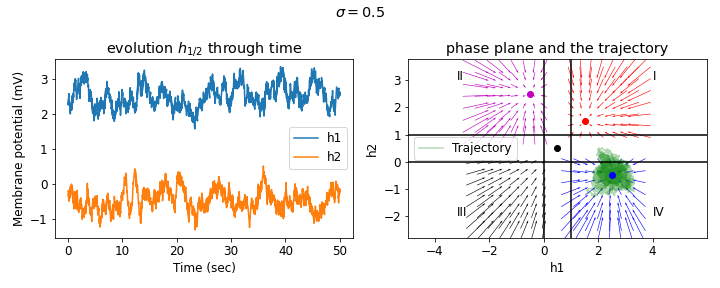 σ = 0.5
evolution h1/2 through time
Membrane potential (mV)
3
2
1
0
−1
h1
h2
0
10
20
30
40
50
Time (sec)
phase plane and the trajectory
h2
3
2
1
0
−1
−2
II
I
Trajectory
III
IV
−4
−2
0
2
4
h1